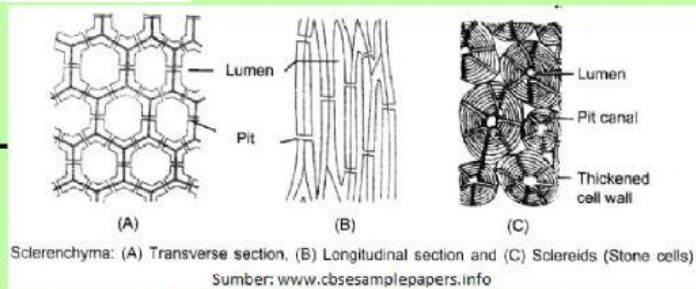 Lumen
Pit
Lumen
Pit canal
Thickened
cell wall
(A)
(B)
(C)
Sclerenchyma: (A) Transverse section, (B) Longitudinal section and (C) Sclereids (Stone cells)
Sumber: www.cbsesamplepapers.info